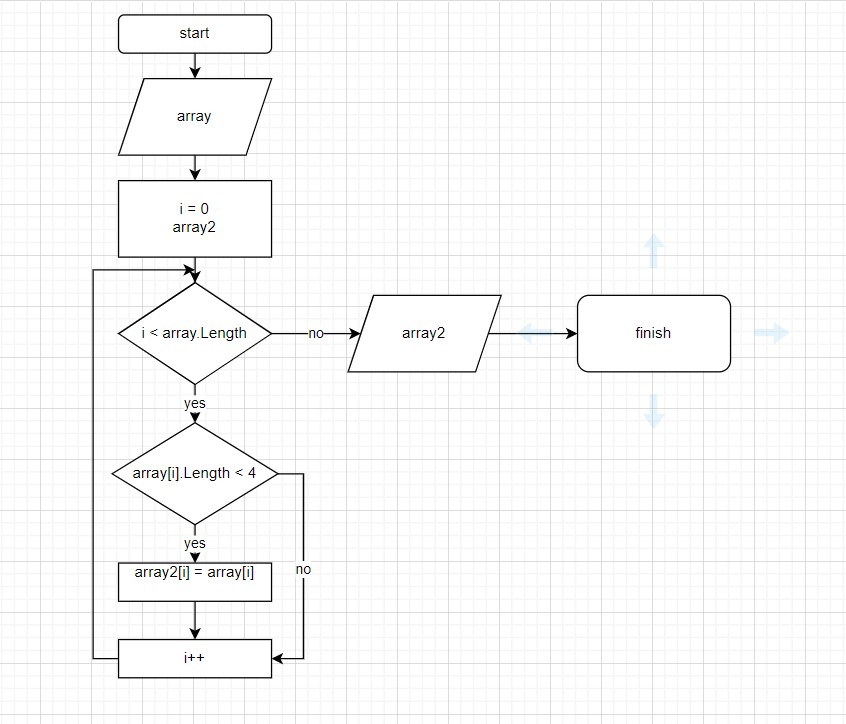 start
array
i = 0
array2
i < array.Length
no
array2
finish
yes
array[i].Length < 4
yes
array2[i] = array[i]
no
i++